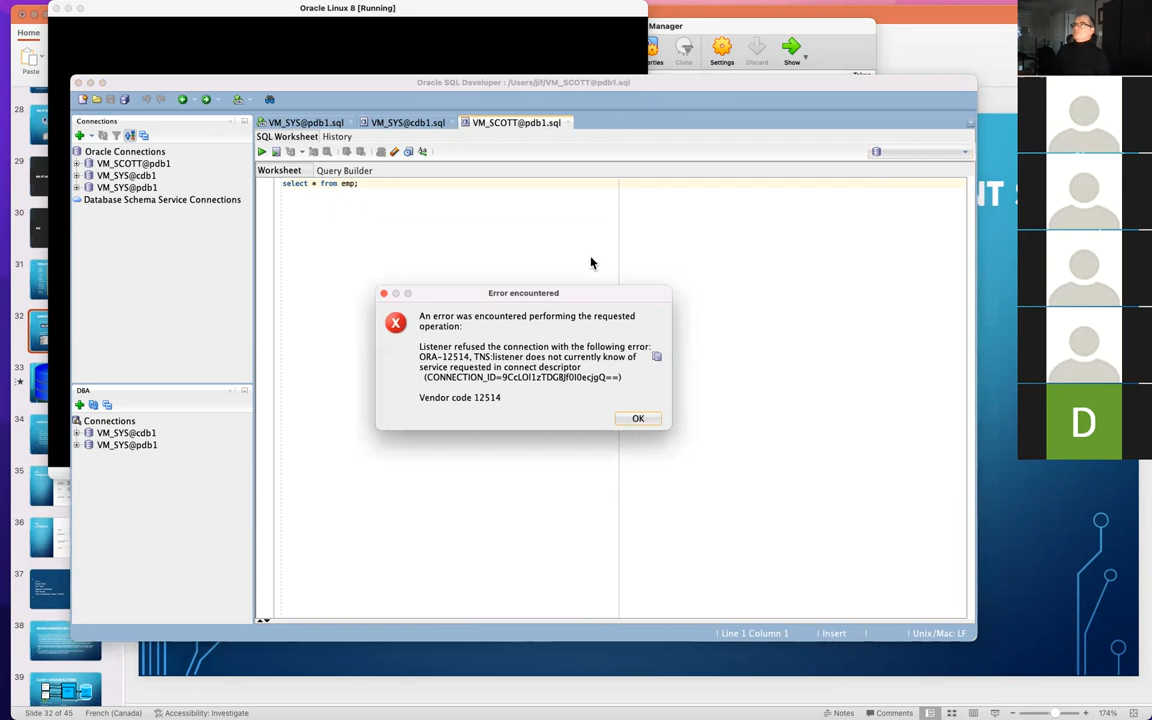 Oracle Linux 8 [Running]
Home
Manager
Paste
Clone
Settings
Discard
Show
Oracle SQL Developer : /Users/jif/VM_SCOTT@pdb1.sql
Connections
VM_SYS@pdb1.sql
VM_SYS@cdb1.sql
VM_SCOTT@pdb1.sql
SQL Worksheet History
Oracle Connections
VM_SCOTT@pdb1
VM_SYS@cdb1
VM_SYS@pdb1
Database Schema Service Connections
Worksheet
Query Builder
select * from emp;
Error encountered
An error was encountered performing the requested
operation:
Listener refused the connection with the following error:
ORA-12514, TNS:listener does not currently know of
service requested in connect descriptor
Vendor code 12514
OK
DBA
Connections
VM_SYS@cdb1
VM_SYS@pdb1
28
29
30
31
32
33
34
35
36
37
38
39
NT
D
Line 1 Column 1
Insert
Unix/Mac: LF
Slide 32 of 45
French (Canada)
Accessibility: Investigate
Notes
Comments
174%